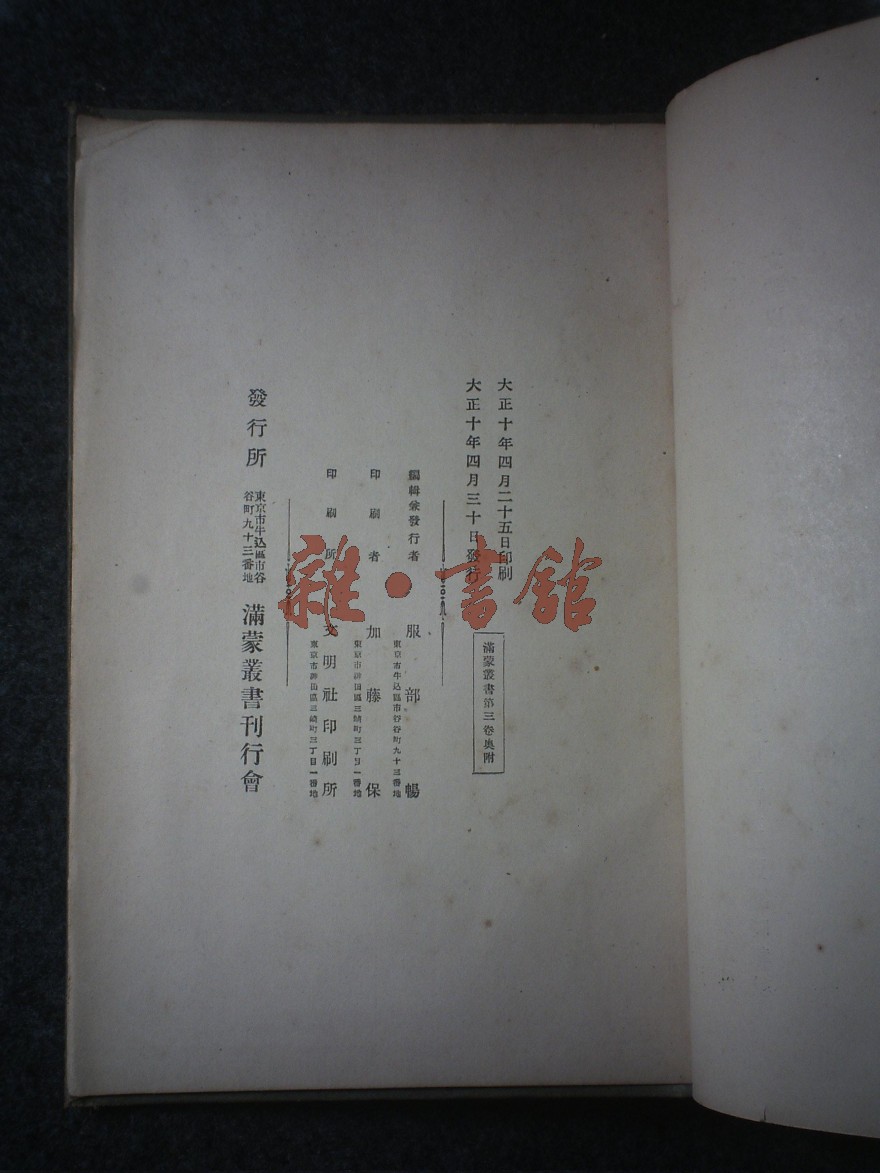 大正十年四月二十五日印刷
大正十年四月三十日發行
滿蒙叢書第三卷奧附
編輯兼發行者 服部暢
東京市牛込區市谷谷町九十三番地
印刷者 加藤保
東京市神田區三崎町三丁目一番地
印刷所 文明社印刷所
東京市神田區三崎町三丁目一番地
發行所
東京市牛込區市谷
谷町九十三番地
滿蒙叢書刊行會
雜·書館